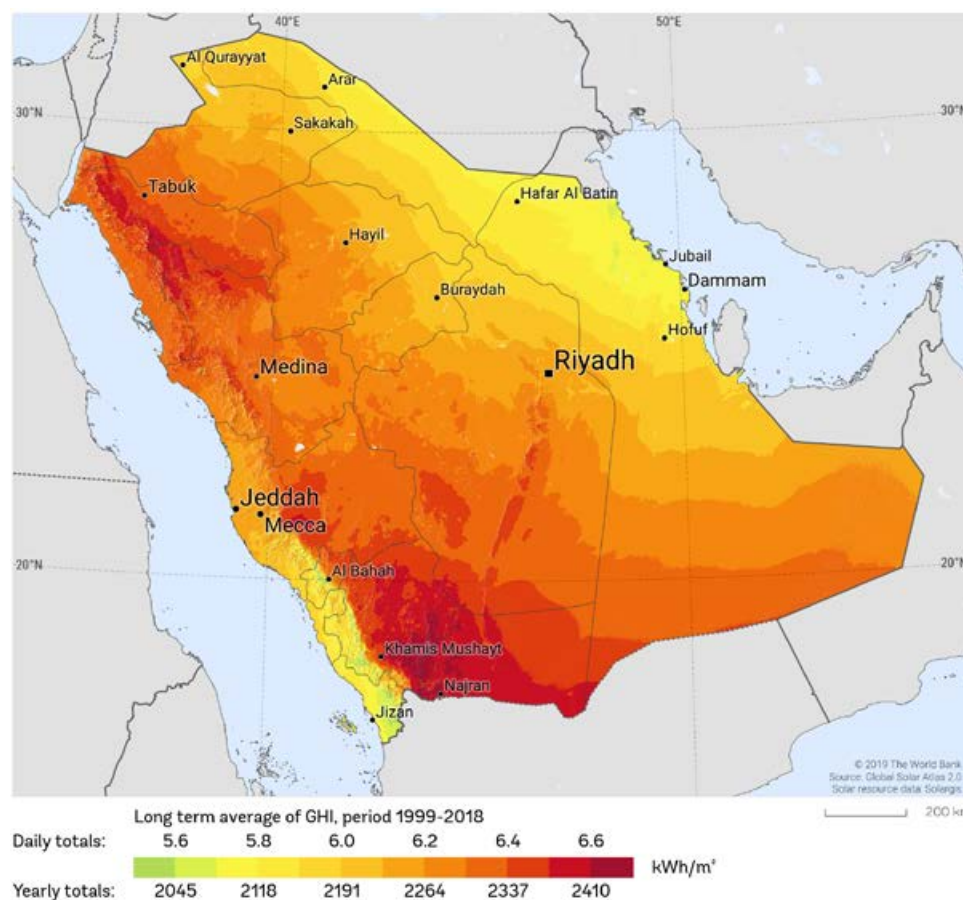 40°E 50°E
Al Qurayyat
Arar
30°N 30°N
Sakakah
Tabuk
Hafar Al Batin
Hayil
Jubail
Dammam
Buraydah
Hofuf
Riyadh
Medina
Jeddah
Mecca
20°N 20°N
Al Bahah
Khamis Mushayt
Najran
Jizan
© 2019 The World Bank
Source: Global Solar Atlas 2.0
Solar resource data: Solargis
200 km
Long term average of GHI, period 1999-2018
Daily totals: 5.6 5.8 6.0 6.2 6.4 6.6
kWh/m²
Yearly totals: 2045 2118 2191 2264 2337 2410